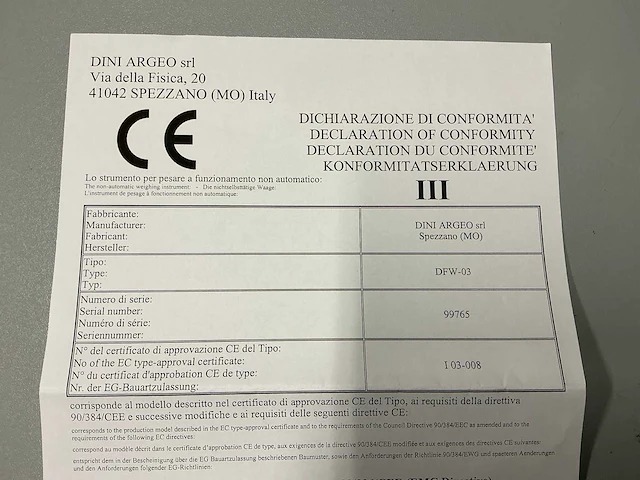 DINI ARGEO srl
Via della Fisica, 20
41042 SPEZZANO (MO) Italy
CE
DICHIARAZIONE DI CONFORMITA'
DECLARATION OF CONFORMITY
DECLARATION DU CONFORMITE'
KONFORMITATSERKLAERUNG
Lo strumento per pesare a funzionamento non automatico:
The non-automatic weighing instrument: - Die nichtselbsttätige Waage:
L'instrument de pesage à fonctionnement non automatique:
III
Fabbricante:
Manufacturer:
Fabricant:
Hersteller:
DINI ARGEO srl
Spezzano (MO)
Tipo:
Type:
Typ:
DFW-03
Numero di serie:
Serial number:
Numéro di série:
Seriennummer:
99765
N° del certificato di approvazione CE del Tipo:
No of the EC type-approval certificate:
N° du certificat d'approbation CE de type:
Nr. der EG-Bauartzulassung:
I 03-008
corrisponde al modello descritto nel certificato di approvazione CE del Tipo, ai requisiti della direttiva
90/384/CEE e successive modifiche e ai requisiti delle seguenti direttive CE:
corresponds to the production model described in the EC type-approval certificate and to the requirements of the Council Directive 90/384/EEC as amended and to the
requirements of the following EC directives:
correspond au modèle décrit dans le certificat d'approbation CE de type, aux exigences de la directive 90/384/CEE modifiée et aux exigences des directives CE suivantes:
entspricht dem in der Bescheinigung über die EG Bauartzulassung beschriebenen Baumuster, sowie den Anforderungen der Richtlinie 90/384/EWG und spaeteren Aenderungen
und den Anforderungen folgender EG-Richtlinien: